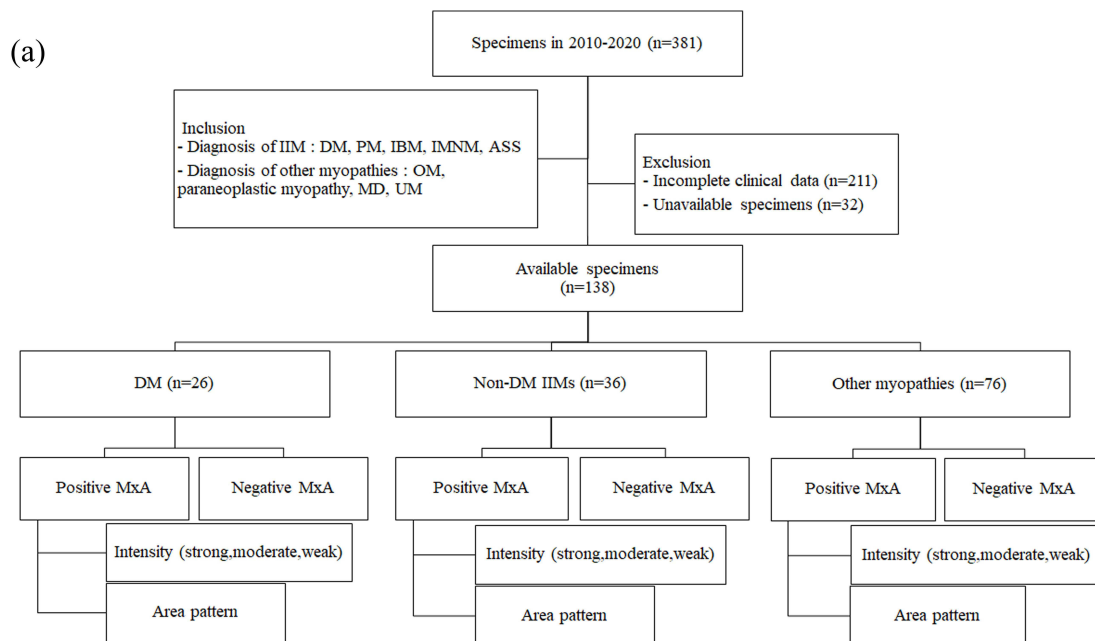 (a)
Specimens in 2010-2020 (n=381)
Inclusion
- Diagnosis of IIM : DM, PM, IBM, IMNM, ASS
- Diagnosis of other myopathies : OM,
paraneoplastic myopathy, MD, UM
Exclusion
- Incomplete clinical data (n=211)
- Unavailable specimens (n=32)
Available specimens
(n=138)
DM (n=26)
Non-DM IIMs (n=36)
Other myopathies (n=76)
Positive MxA
Negative MxA
Positive MxA
Negative MxA
Positive MxA
Negative MxA
Intensity (strong,moderate,weak)
Intensity (strong,moderate,weak)
Intensity (strong,moderate,weak)
Area pattern
Area pattern
Area pattern